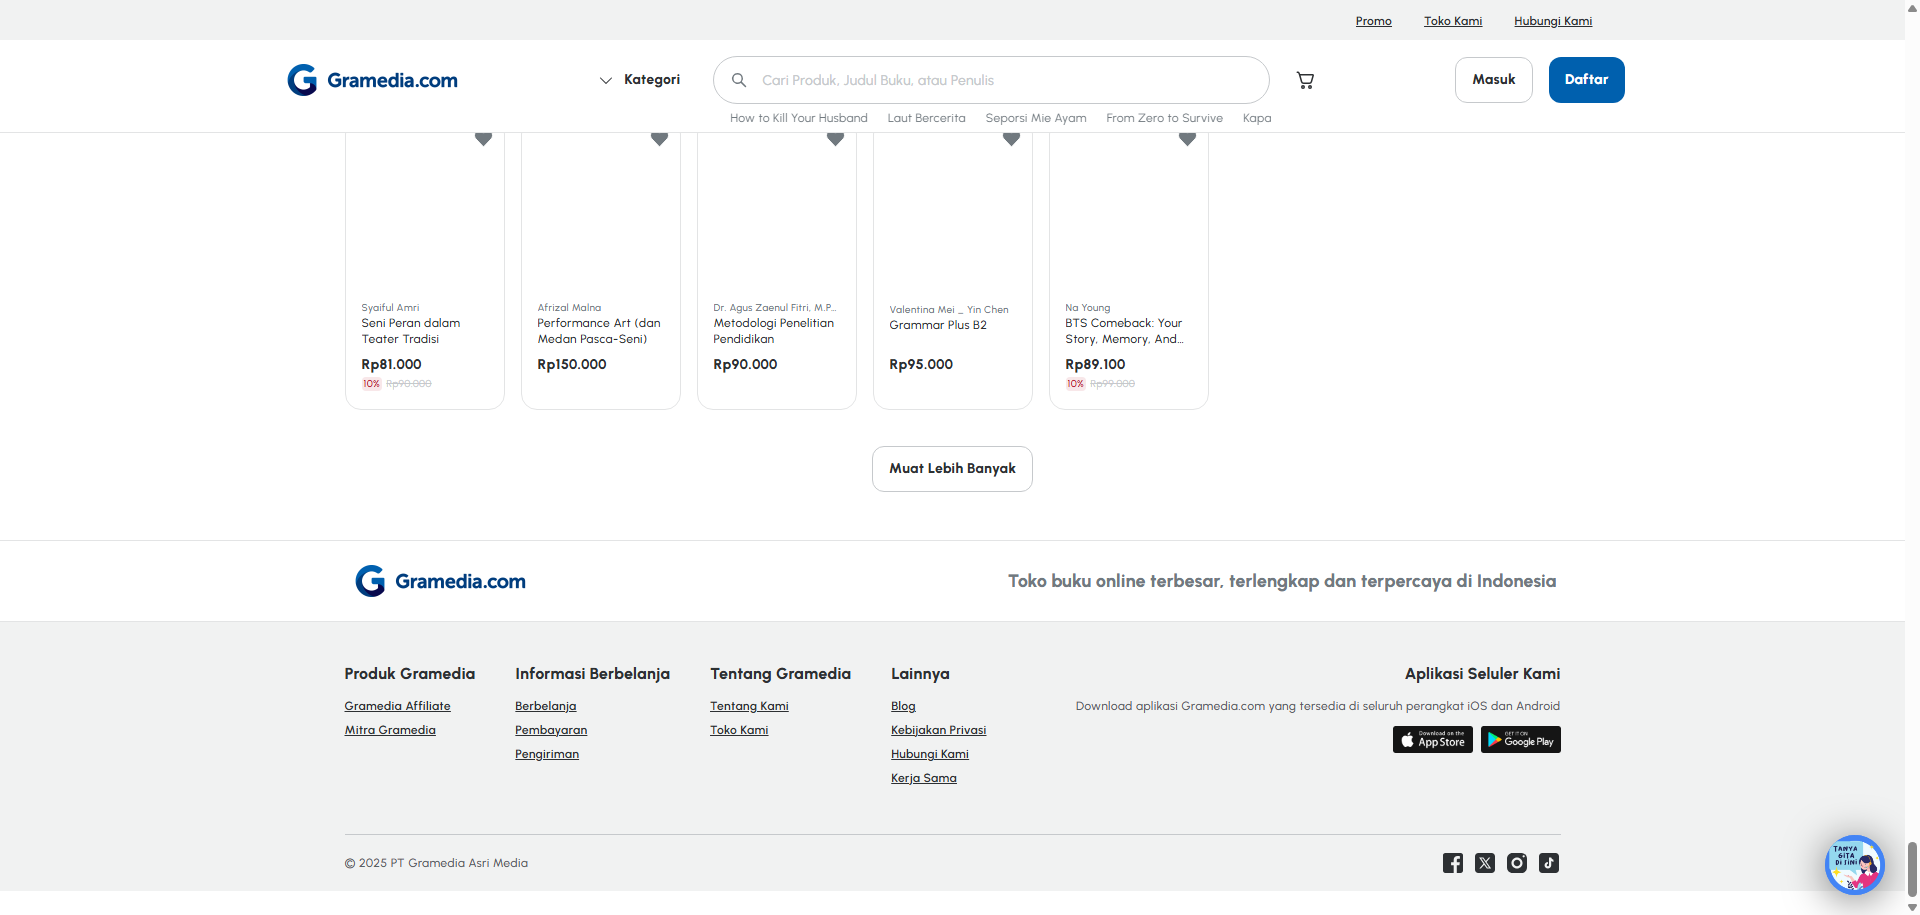 Promo
Toko Kami
Hubungi Kami
Gramedia.com
Kategori
Cari Produk, Judul Buku, atau Penulis
Masuk
Daftar
How to Kill Your Husband
Laut Bercerita
Seporsi Mie Ayam
From Zero to Survive
Kapa
Syaiful Amri
Seni Peran dalam
Teater Tradisi
Rp81.000
10% Rp90.000
Afrizal Malna
Performance Art (dan
Medan Pasca-Seni)
Rp150.000
Dr. Agus Zaenul Fitri, M.P...
Metodologi Penelitian
Pendidikan
Rp90.000
Valentina Mei _ Yin Chen
Grammar Plus B2
Rp95.000
Na Young
BTS Comeback: Your
Story, Memory, And...
Rp89.100
10% Rp99.000
Muat Lebih Banyak
Gramedia.com
Toko buku online terbesar, terlengkap dan terpercaya di Indonesia
Produk Gramedia
Gramedia Affiliate
Mitra Gramedia
Informasi Berbelanja
Berbelanja
Pembayaran
Pengiriman
Tentang Gramedia
Tentang Kami
Toko Kami
Lainnya
Blog
Kebijakan Privasi
Hubungi Kami
Kerja Sama
Aplikasi Seluler Kami
Download aplikasi Gramedia.com yang tersedia di seluruh perangkat iOS dan Android
Download on the
App Store
GET IT ON
Google Play
© 2025 PT Gramedia Asri Media
TANYA
GITA
DI SINI